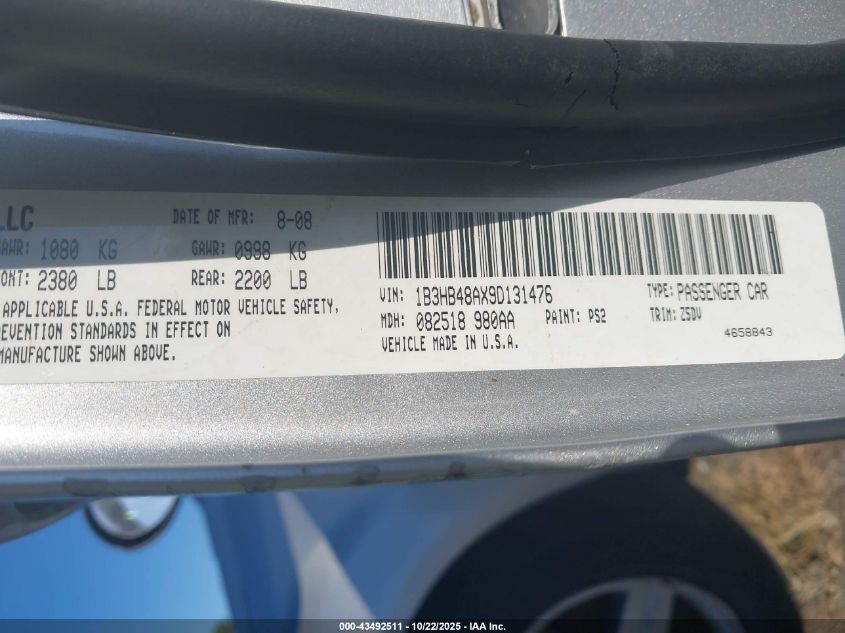 LLC DATE OF MFR: 8-08
GAWR: 1080 KG GAWR: 0998 KG
ONT: 2380 LB REAR: 2200 LB
APPLICABLE U.S.A. FEDERAL MOTOR VEHICLE SAFETY,
EVENTION STANDARDS IN EFFECT ON
MANUFACTURE SHOWN ABOVE.
VIN: 1B3HB48AX9D131476 TYPE: PASSENGER CAR
MDH: 082518 980AA PAINT: PS2 TRIM: Z5DV
VEHICLE MADE IN U.S.A. 4658843
000-43492511 - 10/22/2025 - IAA Inc.